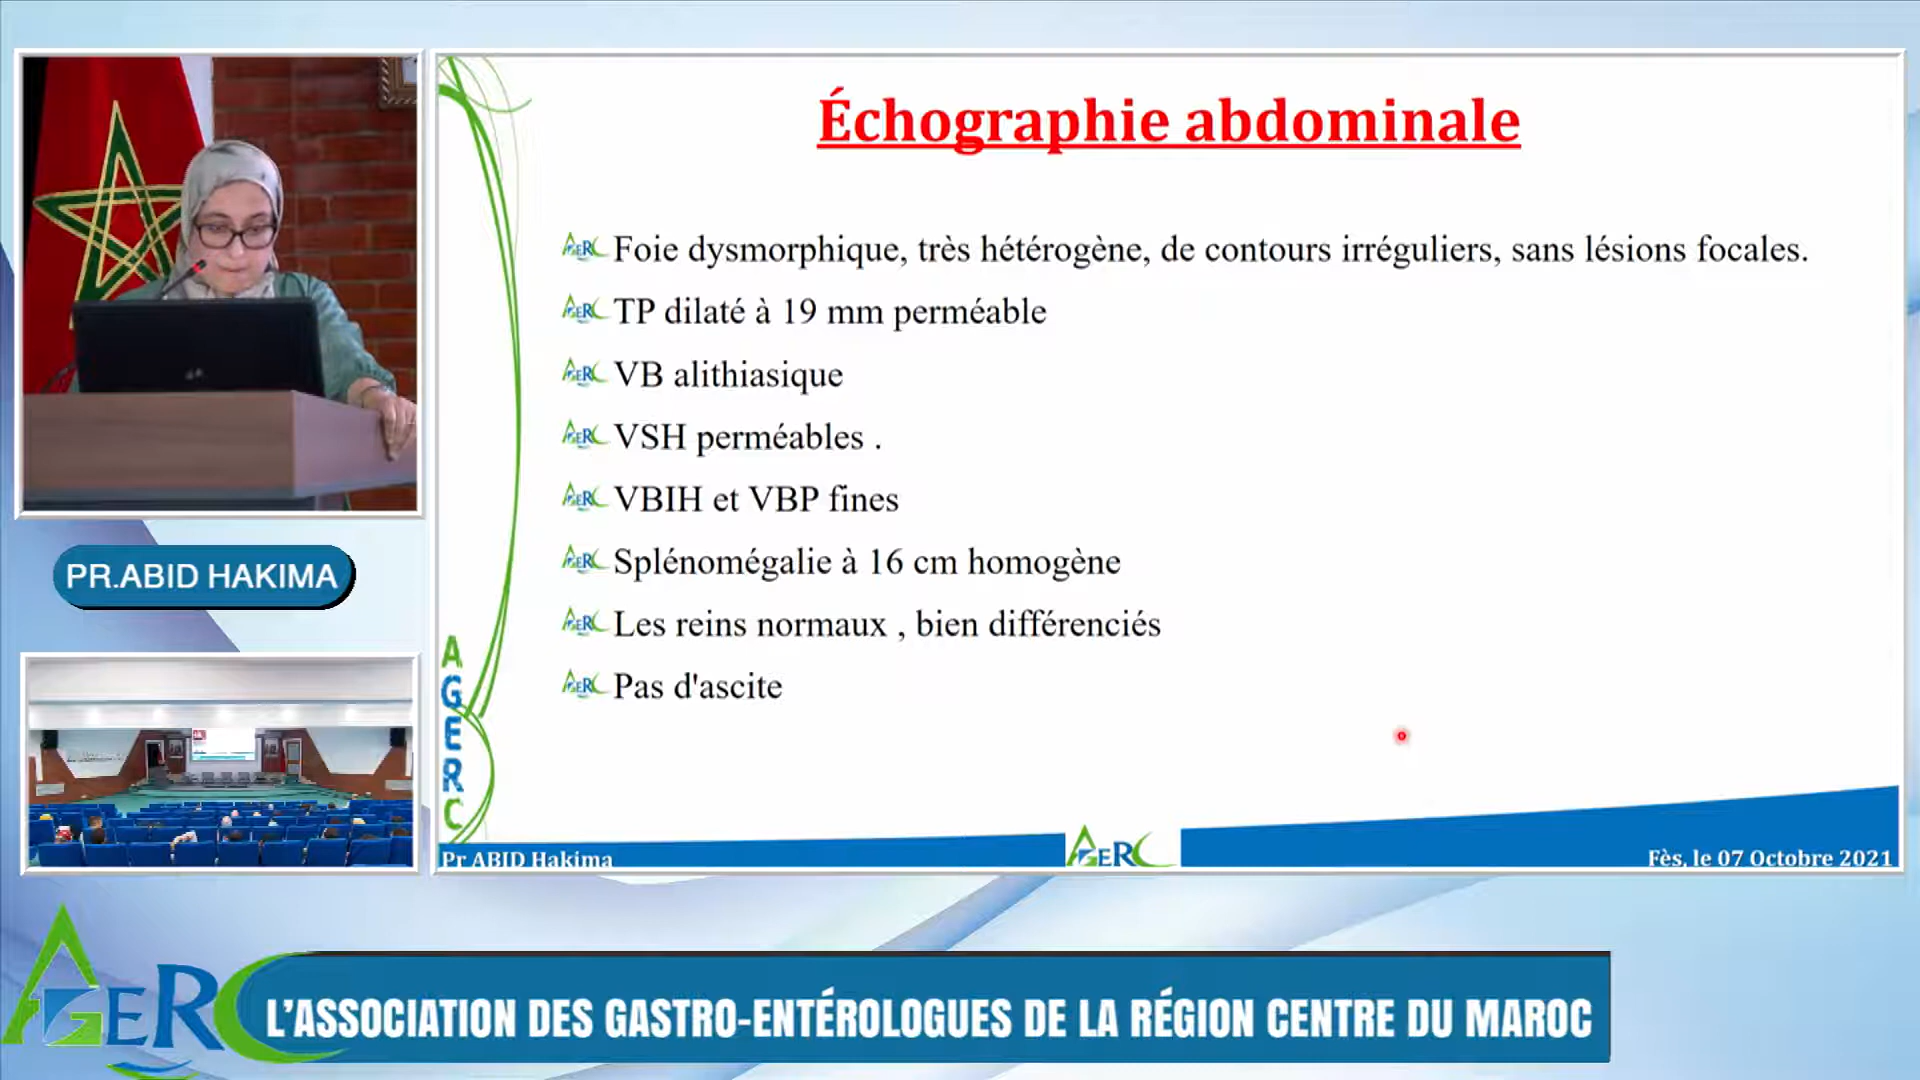 Échographie abdominale
Foie dysmorphique, très hétérogène, de contours irréguliers, sans lésions focales.
TP dilaté à 19 mm perméable
VB alithiasique
VSH perméables .
VBIH et VBP fines
Splénomégalie à 16 cm homogène
Les reins normaux , bien différenciés
Pas d'ascite
AGERC
Pr ABID Hakima
AGERC
Fès, le 07 Octobre 2021
PR.ABID HAKIMA
AGERC
L'ASSOCIATION DES GASTRO-ENTÉROLOGUES DE LA RÉGION CENTRE DU MAROC